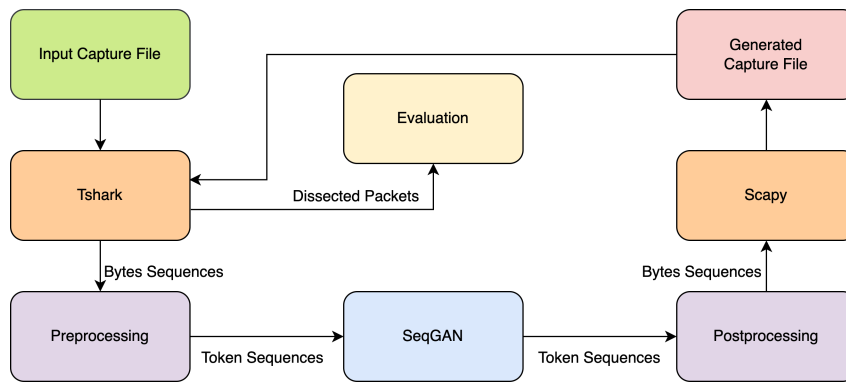 Input Capture File
Generated
Capture File
Evaluation
Tshark
Dissected Packets
Scapy
Bytes Sequences
Bytes Sequences
Preprocessing
SeqGAN
Postprocessing
Token Sequences
Token Sequences